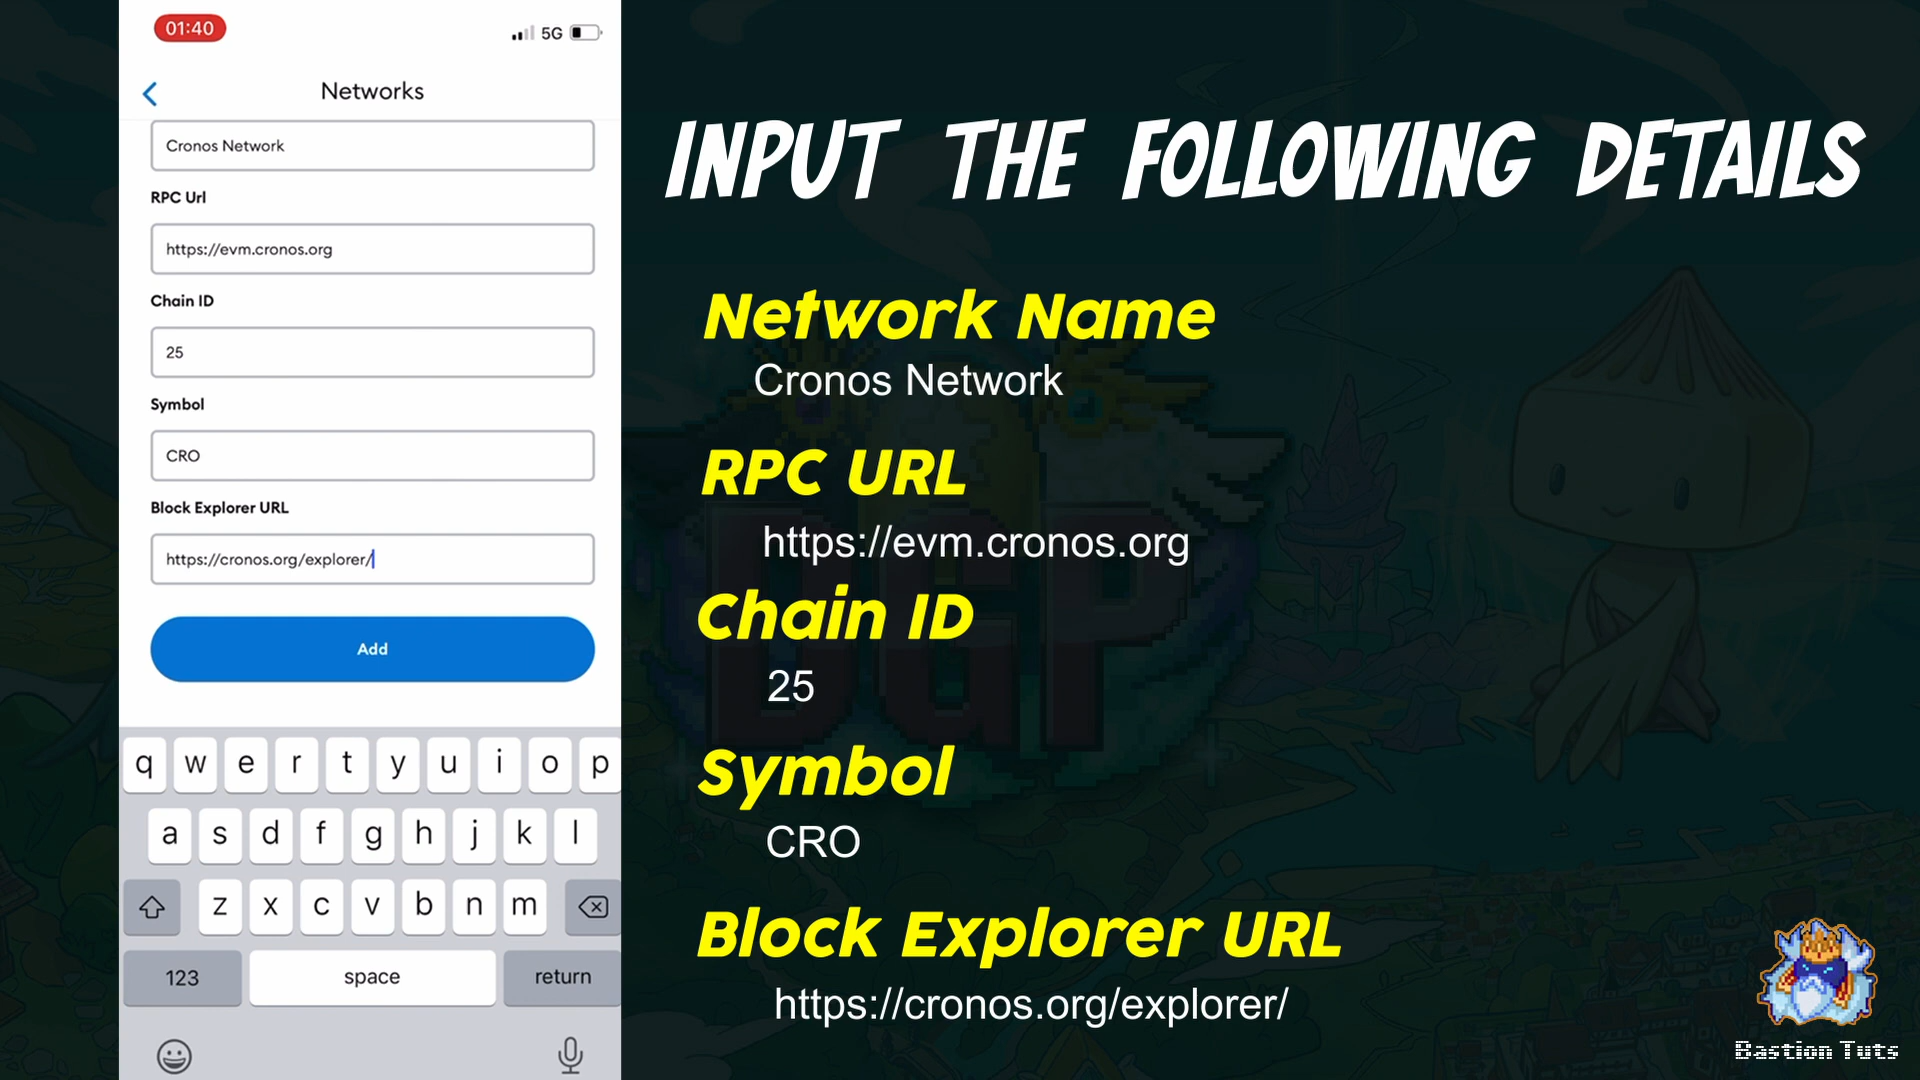 01:40
5G
Networks
Cronos Network
RPC Url
https://evm.cronos.org
Chain ID
25
Symbol
CRO
Block Explorer URL
https://cronos.org/explorer/
Add
q w e r t y u i o p
a s d f g h j k l
z x c v b n m
123 space return
INPUT THE FOLLOWING DETAILS
Network Name
Cronos Network
RPC URL
https://evm.cronos.org
Chain ID
25
Symbol
CRO
Block Explorer URL
https://cronos.org/explorer/
DGP
Bastion Tuts